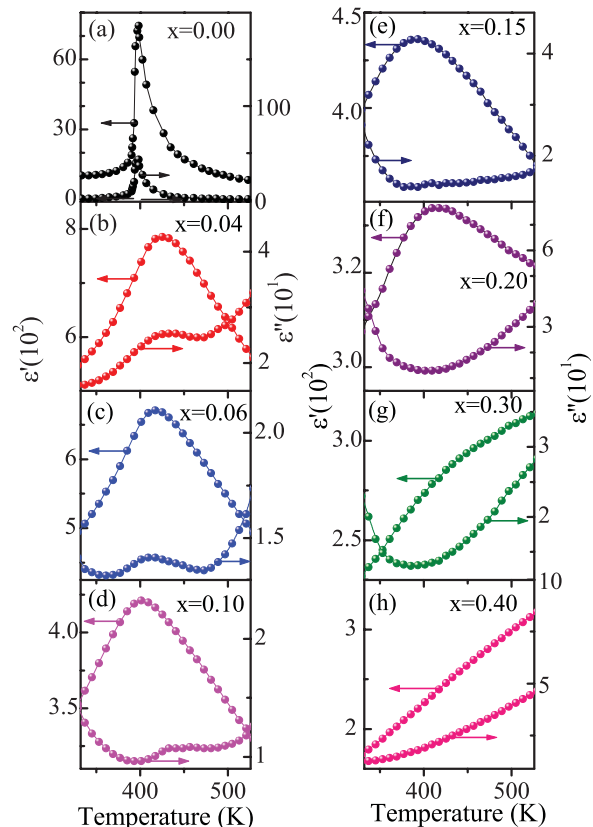 (a) x=0.00
60
30
0
100
0
(b) x=0.04
8
6
4
2
ε'(10²)
ε''(10¹)
(c) x=0.06
6
5
2.1
1.5
1.2
(d) x=0.10
4.0
3.5
2
1
400 500
Temperature (K)
(e) x=0.15
4.5
4.0
4
2
(f)
x=0.20
3.2
3.0
6
3
ε'(10²)
ε''(10¹)
(g) x=0.30
3.0
2.5
3
2
10
(h) x=0.40
3
2
5
400 500
Temperature (K)